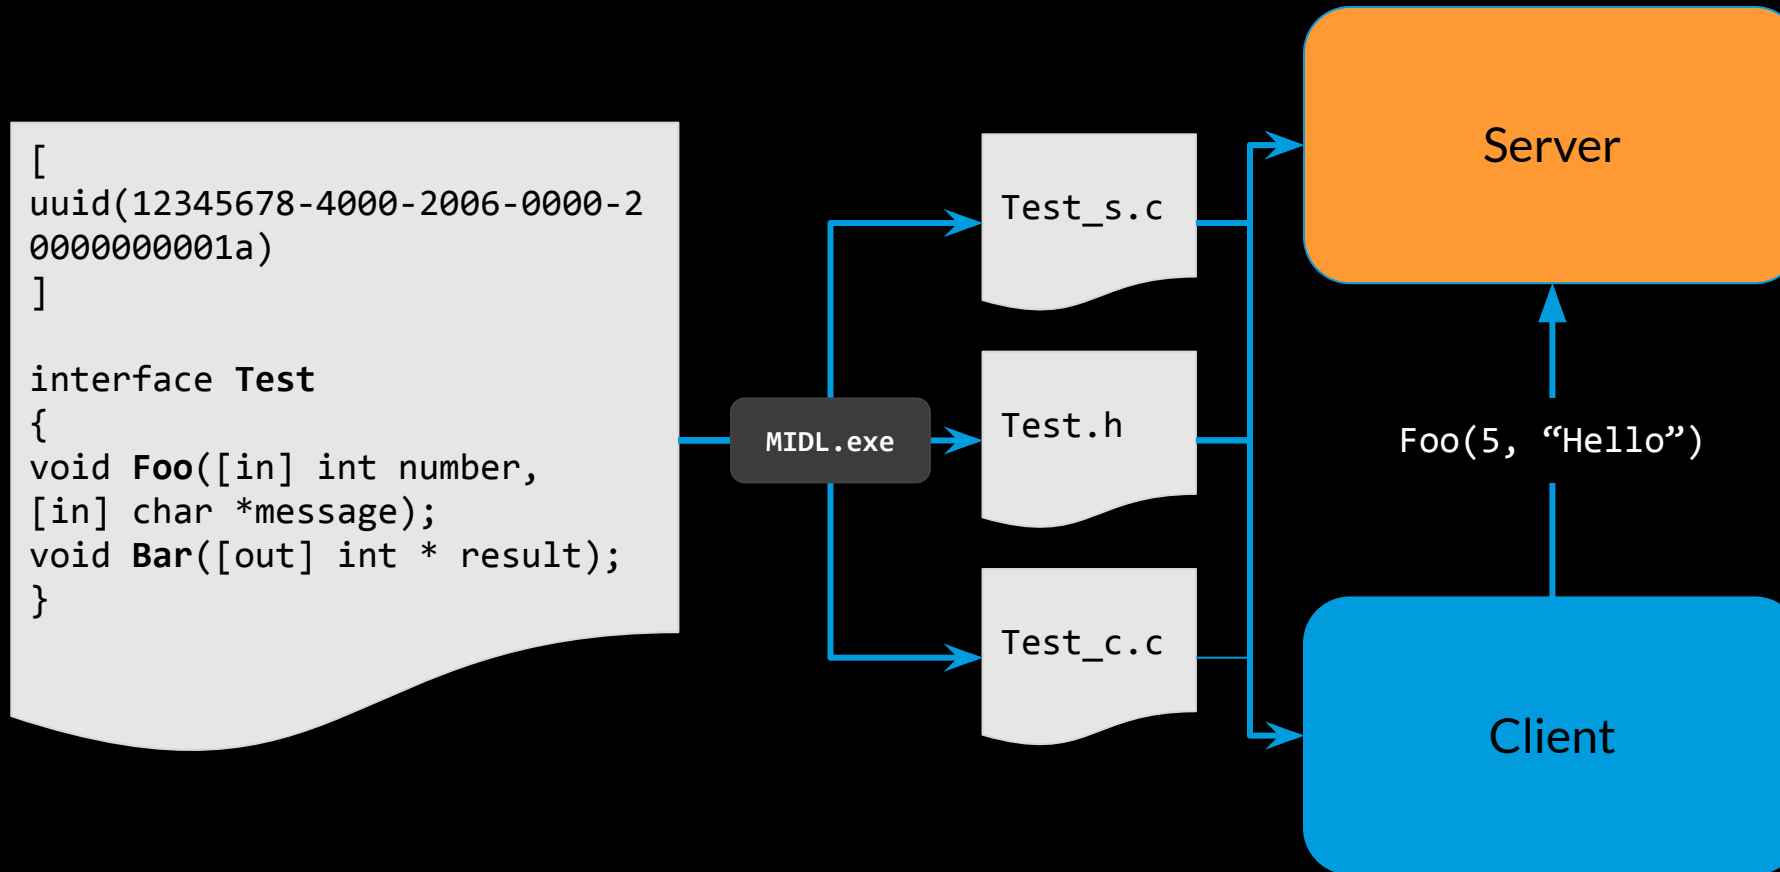 [
uuid(12345678-4000-2006-0000-2
0000000001a)
]
interface Test
{
void Foo([in] int number,
[in] char *message);
void Bar([out] int * result);
}
MIDL.exe
Test_s.c
Test.h
Test_c.c
Server
Foo(5, “Hello”)
Client